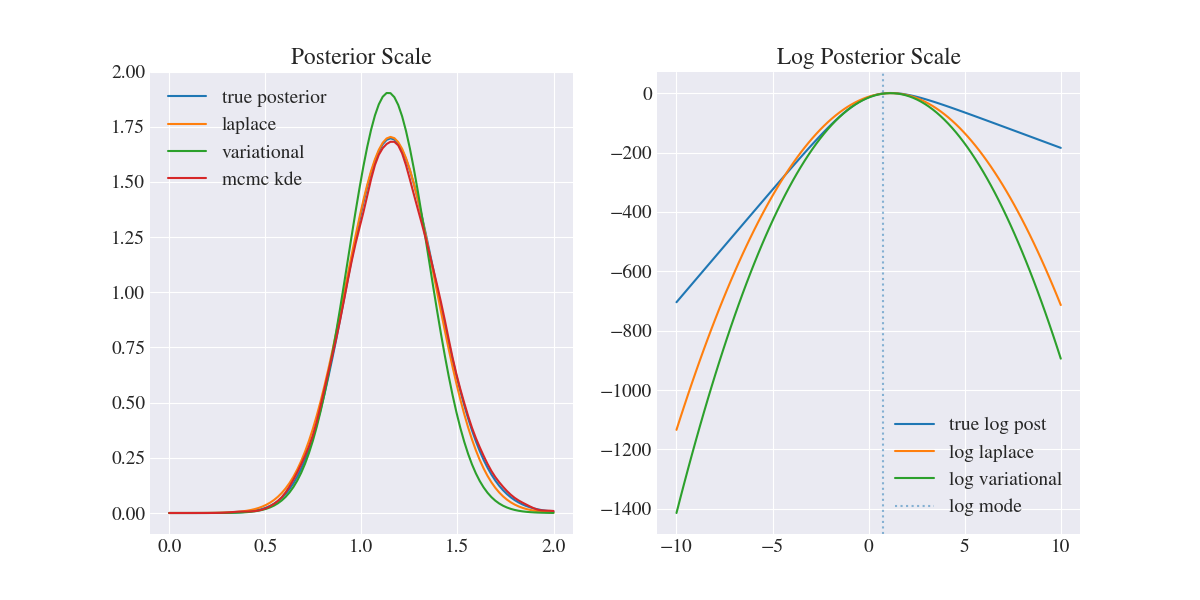 Posterior Scale
2.00
1.75
1.50
1.25
1.00
0.75
0.50
0.25
0.00
0.0 0.5 1.0 1.5 2.0
true posterior
laplace
variational
mcmc kde
Log Posterior Scale
0
−200
−400
−600
−800
−1000
−1200
−1400
−10 −5 0 5 10
true log post
log laplace
log variational
log mode